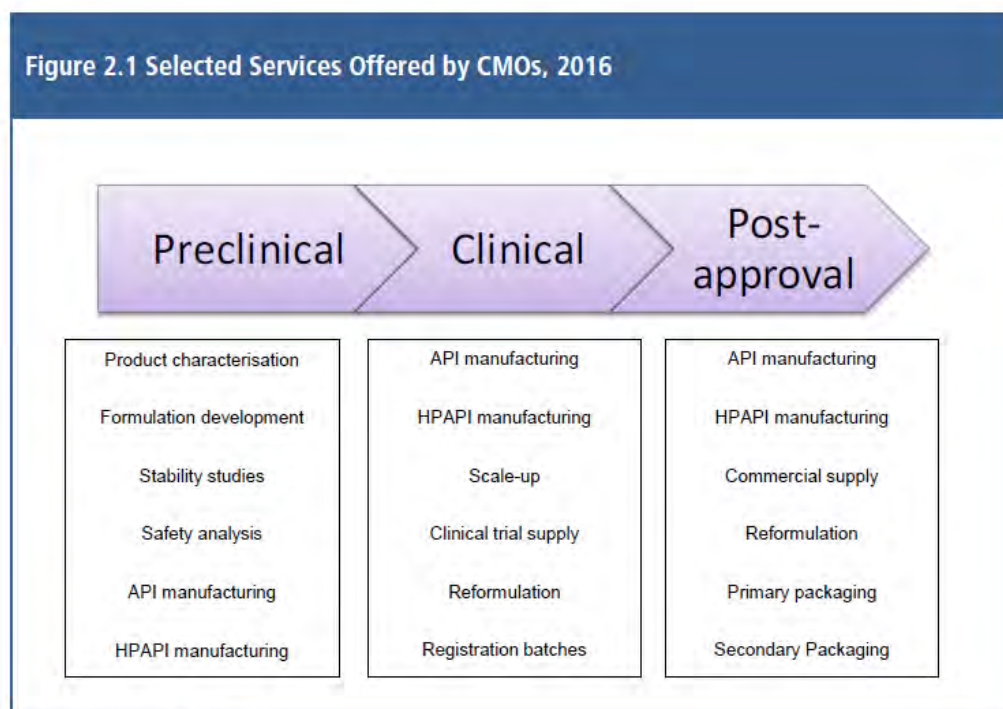 Figure 2.1 Selected Services Offered by CMOs, 2016
Preclinical
Clinical
Post-
approval
Product characterisation
Formulation development
Stability studies
Safety analysis
API manufacturing
HPAPI manufacturing
API manufacturing
HPAPI manufacturing
Scale-up
Clinical trial supply
Reformulation
Registration batches
API manufacturing
HPAPI manufacturing
Commercial supply
Reformulation
Primary packaging
Secondary Packaging